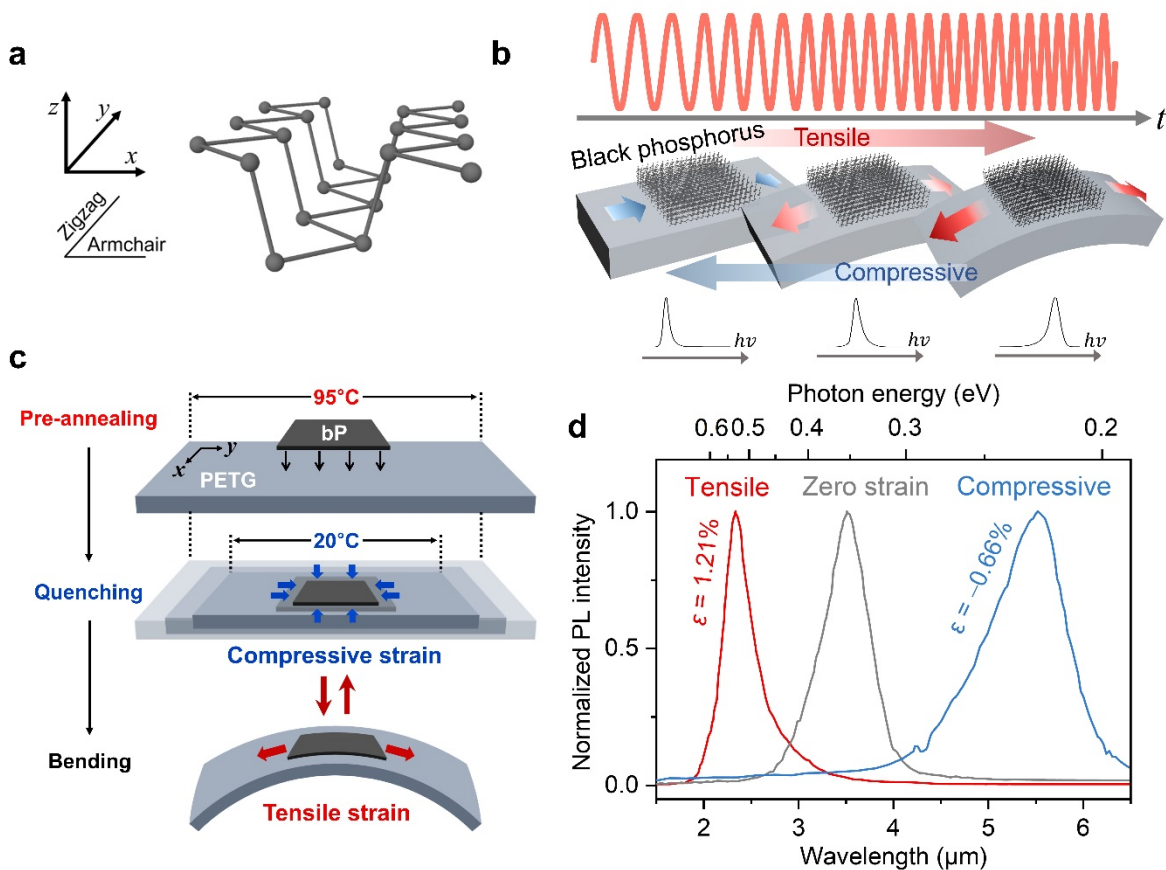 a
z
y
x
Zigzag
Armchair
b
t
Black phosphorus
Tensile
Compressive
hν
hν
hν
c
Pre-annealing
95°C
bP
y
x
PETG
Quenching
20°C
Compressive strain
Bending
Tensile strain
d
Photon energy (eV)
0.6 0.5 0.4 0.3 0.2
Tensile Zero strain Compressive
ε = 1.21%
ε = −0.66%
Normalized PL intensity
1.0
0.5
0.0
2 3 4 5 6
Wavelength (μm)